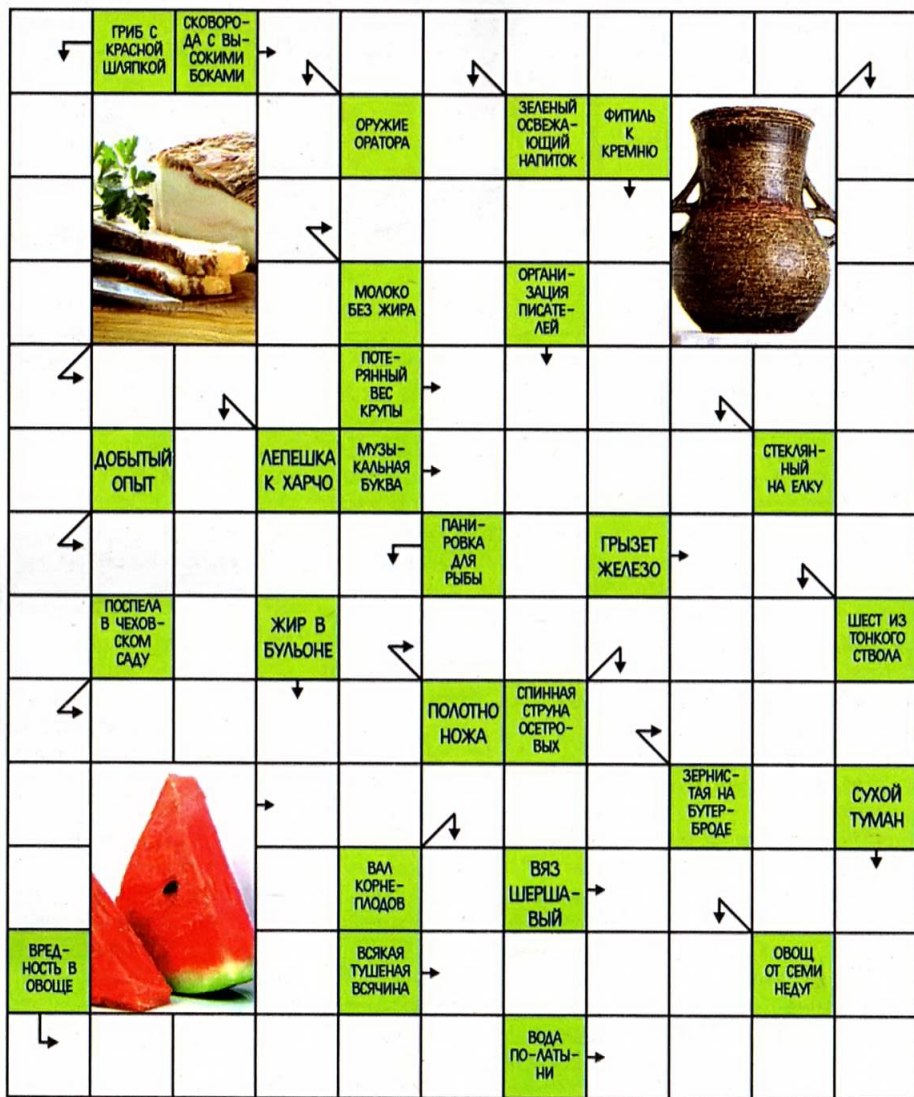 ГРИБ С
КРАСНОЙ
ШЛЯПКОЙ
СКОВОРО-
ДА С ВЫ-
СОКИМИ
БОКАМИ
ОРУЖИЕ
ОРАТОРА
ЗЕЛЕНЫЙ
ОСВЕЖА-
ЮЩИЙ
НАПИТОК
ФИТИЛЬ
К
КРЕМНЮ
МОЛОКО
БЕЗ ЖИРА
ОРГАНИ-
ЗАЦИЯ
ПИСАТЕ-
ЛЕЙ
ПОТЕ-
РЯННЫЙ
ВЕС
КРУПЫ
ДОБЫТЫЙ
ОПЫТ
ЛЕПЕШКА
К ХАРЧО
МУЗЫ-
КАЛЬНАЯ
БУКВА
СТЕКЛЯН-
НЫЙ
НА ЕЛКУ
ПАНИ-
РОВКА
ДЛЯ
РЫБЫ
ГРЫЗЕТ
ЖЕЛЕЗО
ПОСПЕЛА
В ЧЕХОВ-
СКОМ
САДУ
ЖИР В
БУЛЬОНЕ
ШЕСТ ИЗ
ТОНКОГО
СТВОЛА
ПОЛОТНО
НОЖА
СПИННАЯ
СТРУНА
ОСЕТРО-
ВЫХ
ЗЕРНИС-
ТАЯ НА
БУТЕР-
БРОДЕ
СУХОЙ
ТУМАН
ВАЛ
КОРНЕ-
ПЛОДОВ
ВЯЗ
ШЕРША-
ВЫЙ
ВРЕД-
НОСТЬ В
ОВОЩЕ
ВСЯКАЯ
ТУШЕНАЯ
ВСЯЧИНА
ОВОЩ
ОТ СЕМИ
НЕДУГ
ВОДА
ПО-ЛАТЫ-
НИ